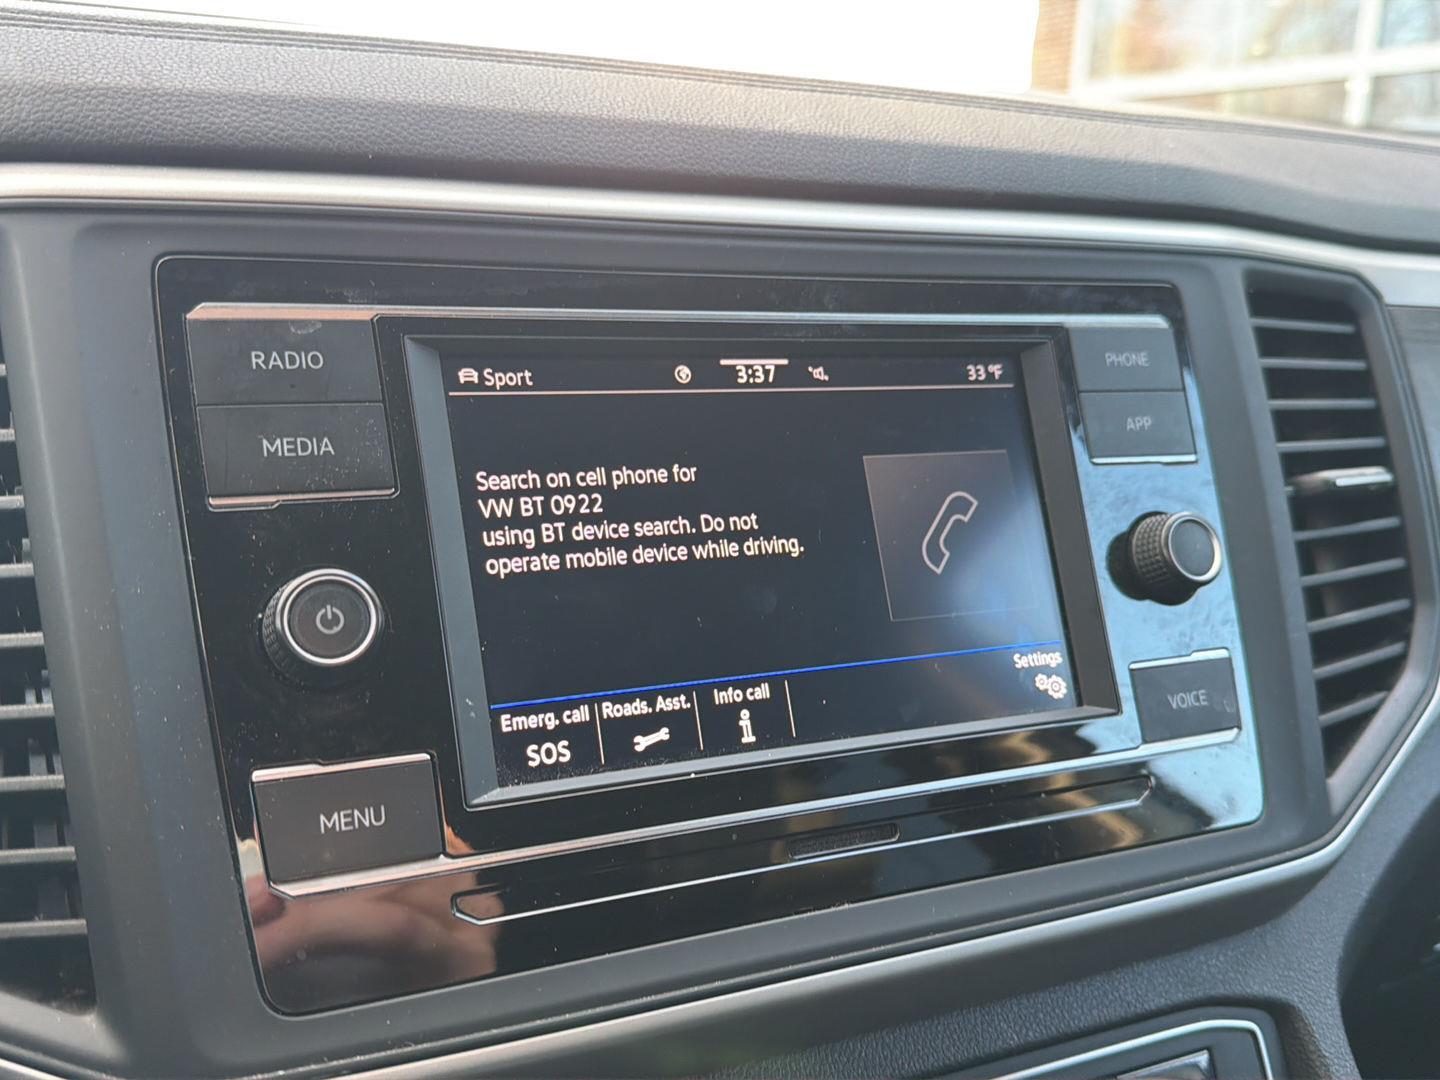 RADIO
MEDIA
MENU
Sport
3:37
33°F
Search on cell phone for
VW BT 0922
using BT device search. Do not
operate mobile device while driving.
Settings
Emerg. call
SOS
Roads. Asst.
Info call
i
PHONE
APP
VOICE